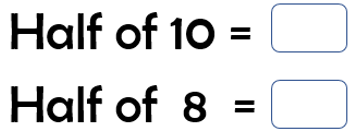 Half of 10 =
Half of 8 =